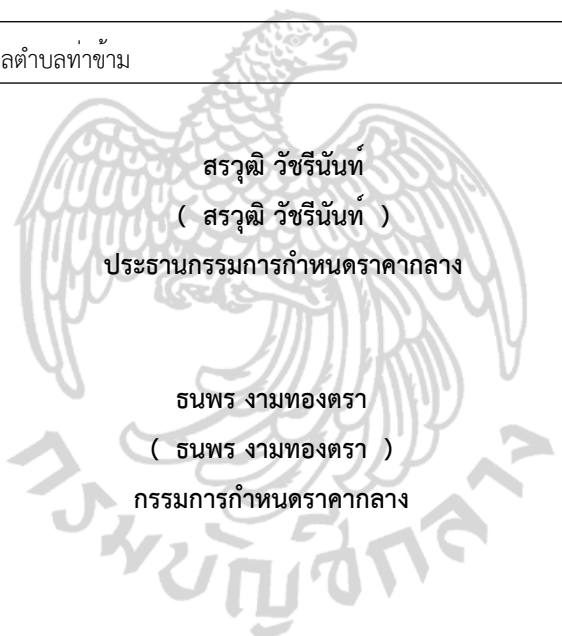 ลตำบลท่าข้าม
สรวุฒิ วัชรีนันท์
( สรวุฒิ วัชรีนันท์ )
ประธานกรรมการกำหนดราคากลาง
ธนพร งามทองตรา
( ธนพร งามทองตรา )
กรรมการกำหนดราคากลาง
กรมบัญชีกลาง